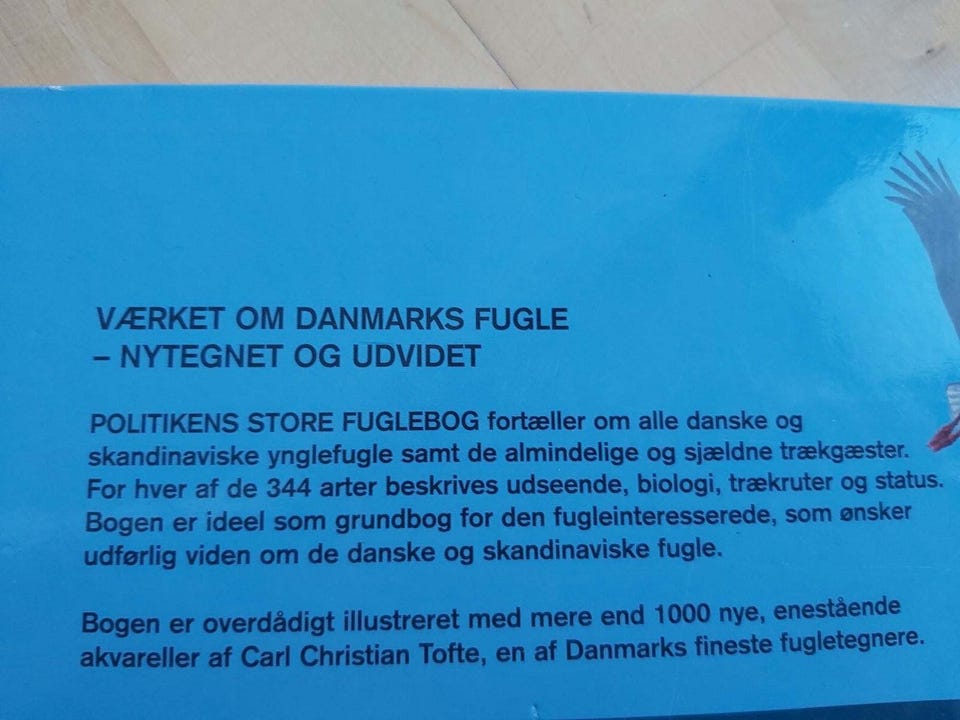 VÆRKET OM DANMARKS FUGLE
– NYTEGNET OG UDVIDET
POLITIKENS STORE FUGLEBOG fortæller om alle danske og
skandinaviske ynglefugle samt de almindelige og sjældne trækgæster.
For hver af de 344 arter beskrives udseende, biologi, trækruter og status.
Bogen er ideel som grundbog for den fugleinteresserede, som ønsker
udførlig viden om de danske og skandinaviske fugle.
Bogen er overdådigt illustreret med mere end 1000 nye, enestående
akvareller af Carl Christian Tofte, en af Danmarks fineste fugletegnere.